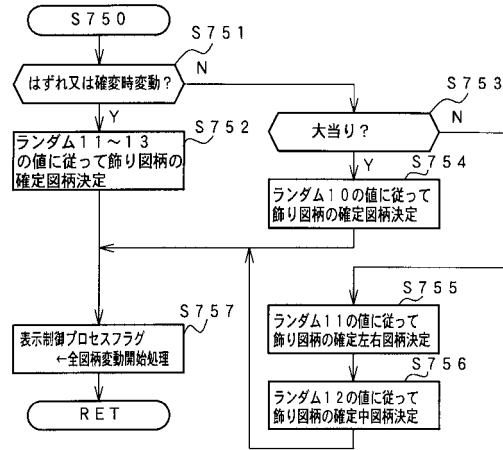 S750
S751
はずれ又は確変時変動？
N
S753
Y
S752
大当り？
N
ランダム11～13
の値に従って飾り図柄の
確定図柄決定
Y
S754
ランダム10の値に従って
飾り図柄の確定図柄決定
S755
S757
ランダム11の値に従って
飾り図柄の確定左右図柄決定
表示制御プロセスフラグ
←全図柄変動開始処理
S756
ランダム12の値に従って
飾り図柄の確定中図柄決定
RET